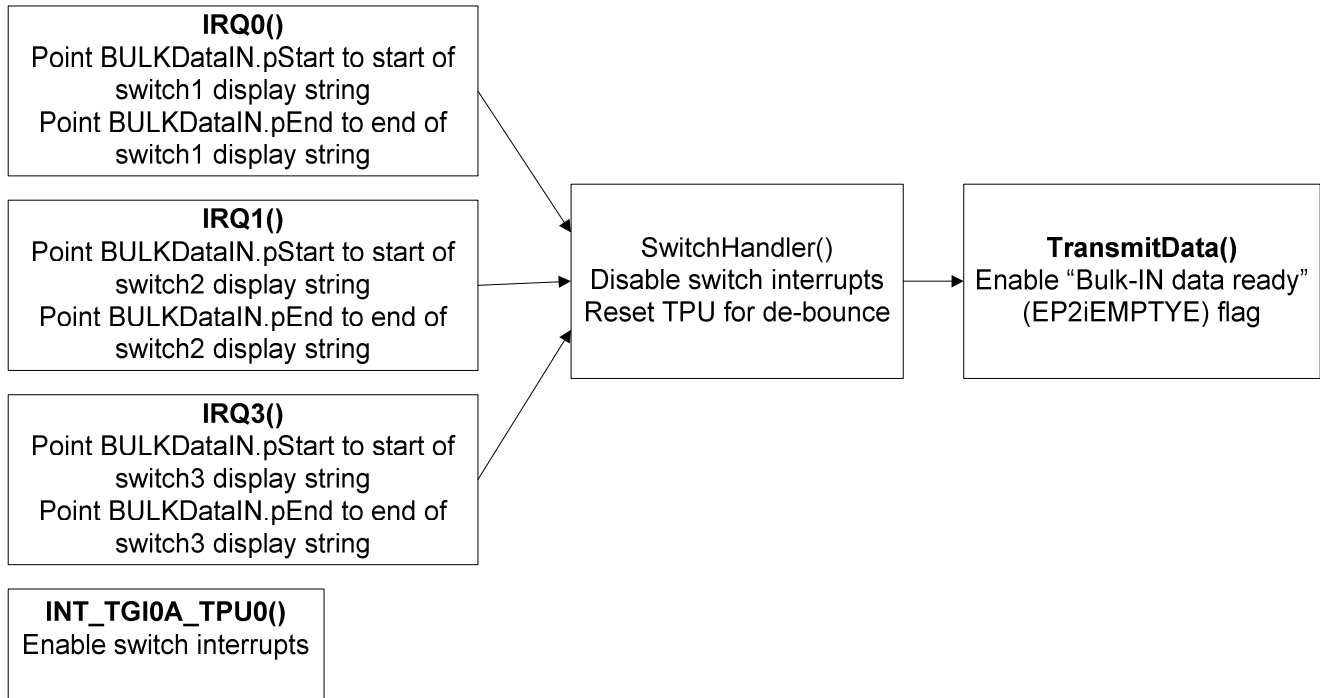 IRQ0()
Point BULKDataIN.pStart to start of
switch1 display string
Point BULKDataIN.pEnd to end of
switch1 display string
IRQ1()
Point BULKDataIN.pStart to start of
switch2 display string
Point BULKDataIN.pEnd to end of
switch2 display string
IRQ3()
Point BULKDataIN.pStart to start of
switch3 display string
Point BULKDataIN.pEnd to end of
switch3 display string
INT_TGI0A_TPU0()
Enable switch interrupts
SwitchHandler()
Disable switch interrupts
Reset TPU for de-bounce
TransmitData()
Enable “Bulk-IN data ready”
(EP2iEMPTYE) flag